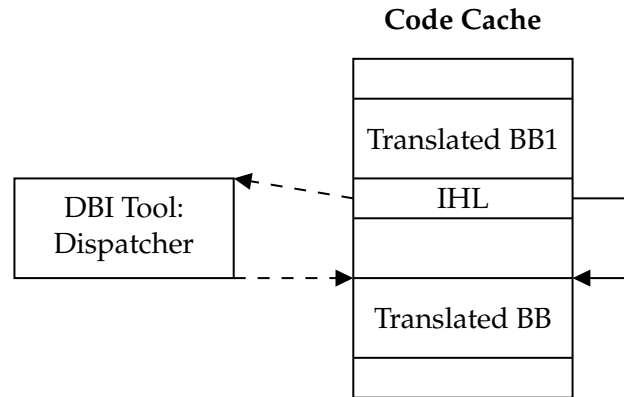 Code Cache
Translated BB1
IHL
DBI Tool:
Dispatcher
Translated BB